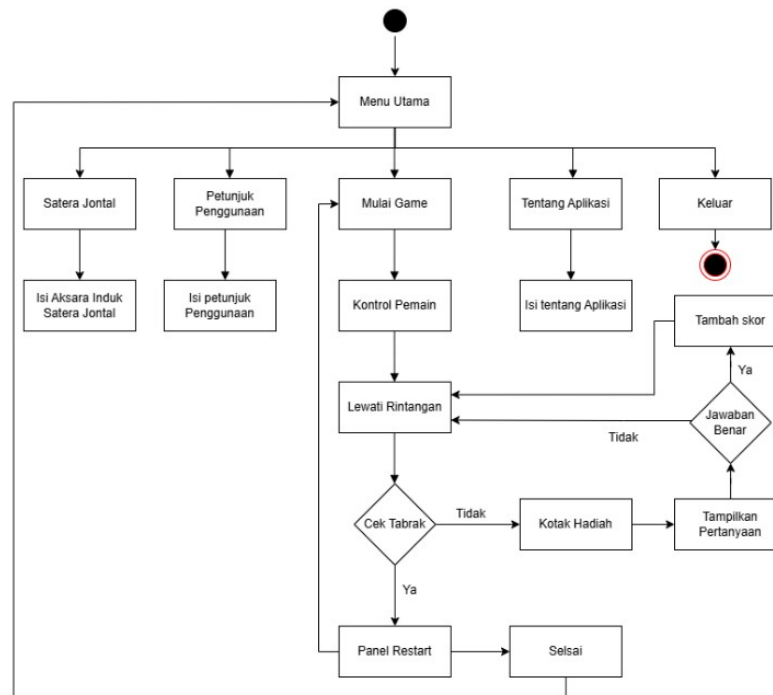 Menu Utama
Satera Jontal
Petunjuk
Penggunaan
Mulai Game
Tentang Aplikasi
Keluar
Isi Aksara Induk
Satera Jontal
Isi petunjuk
Penggunaan
Kontrol Pemain
Isi tentang Aplikasi
Tambah skor
Ya
Lewati Rintangan
Jawaban
Benar
Tidak
Cek Tabrak
Tidak
Kotak Hadiah
Tampilkan
Pertanyaan
Ya
Panel Restart
Selsai